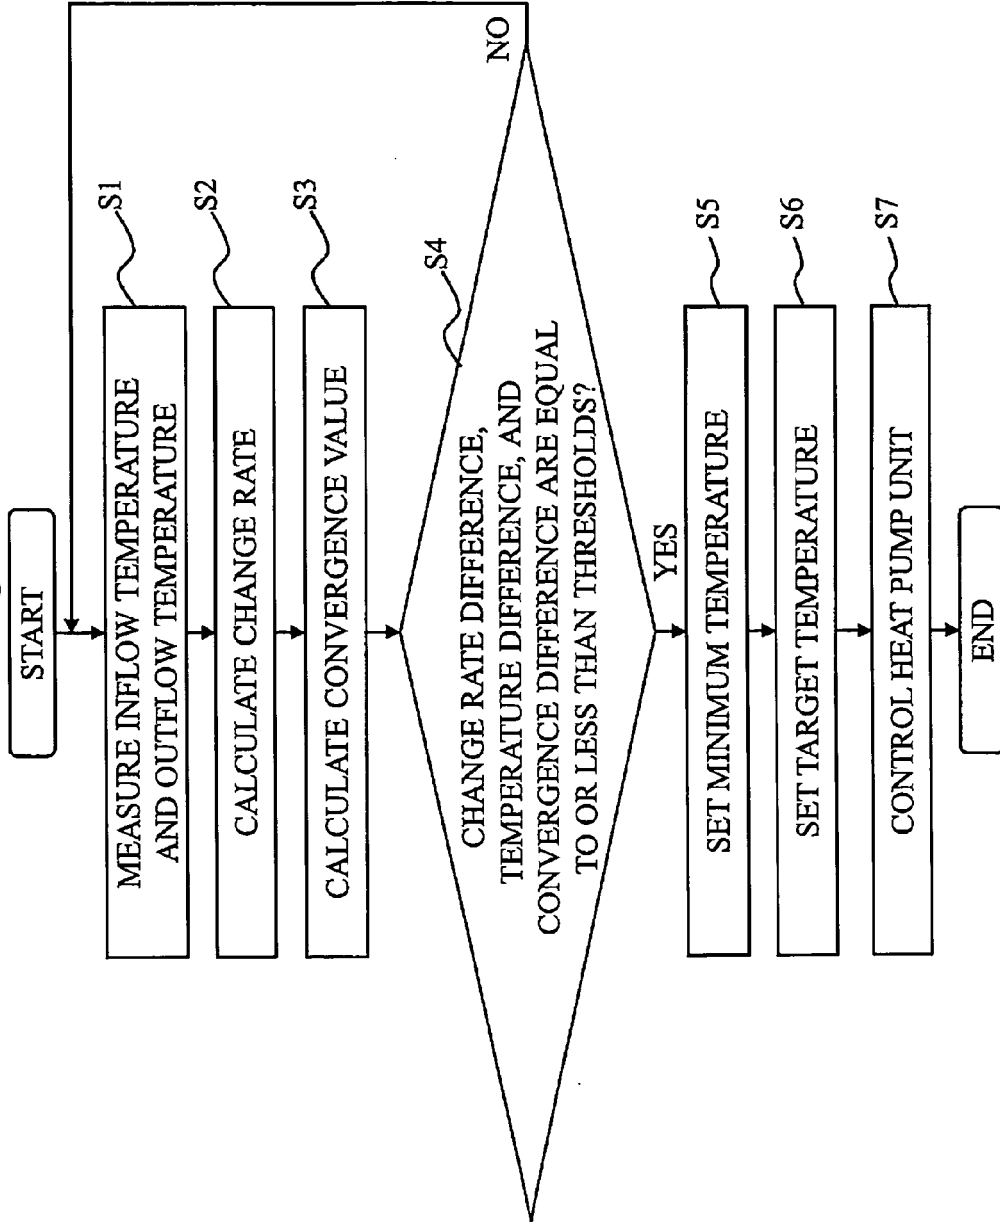 START
MEASURE INFLOW TEMPERATURE
AND OUTFLOW TEMPERATURE
S1
CALCULATE CHANGE RATE
S2
CALCULATE CONVERGENCE VALUE
S3
CHANGE RATE DIFFERENCE,
TEMPERATURE DIFFERENCE, AND
CONVERGENCE DIFFERENCE ARE EQUAL
TO OR LESS THAN THRESHOLDS?
S4
NO
YES
SET MINIMUM TEMPERATURE
S5
SET TARGET TEMPERATURE
S6
CONTROL HEAT PUMP UNIT
S7
END